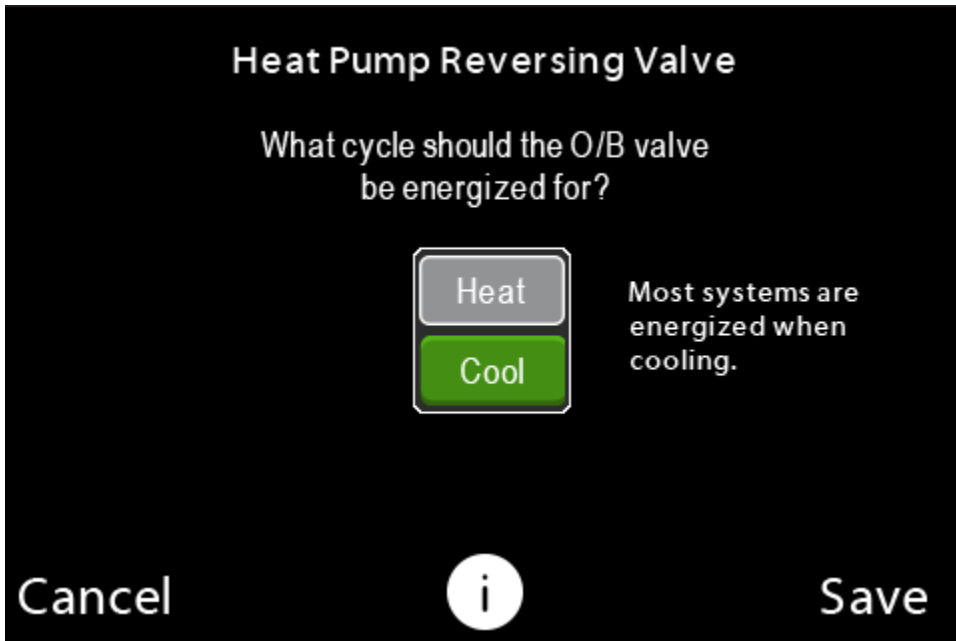 Heat Pump Reversing Valve
What cycle should the O/B valve
be energized for?
Heat
Cool
Most systems are
energized when
cooling.
Cancel
i
Save